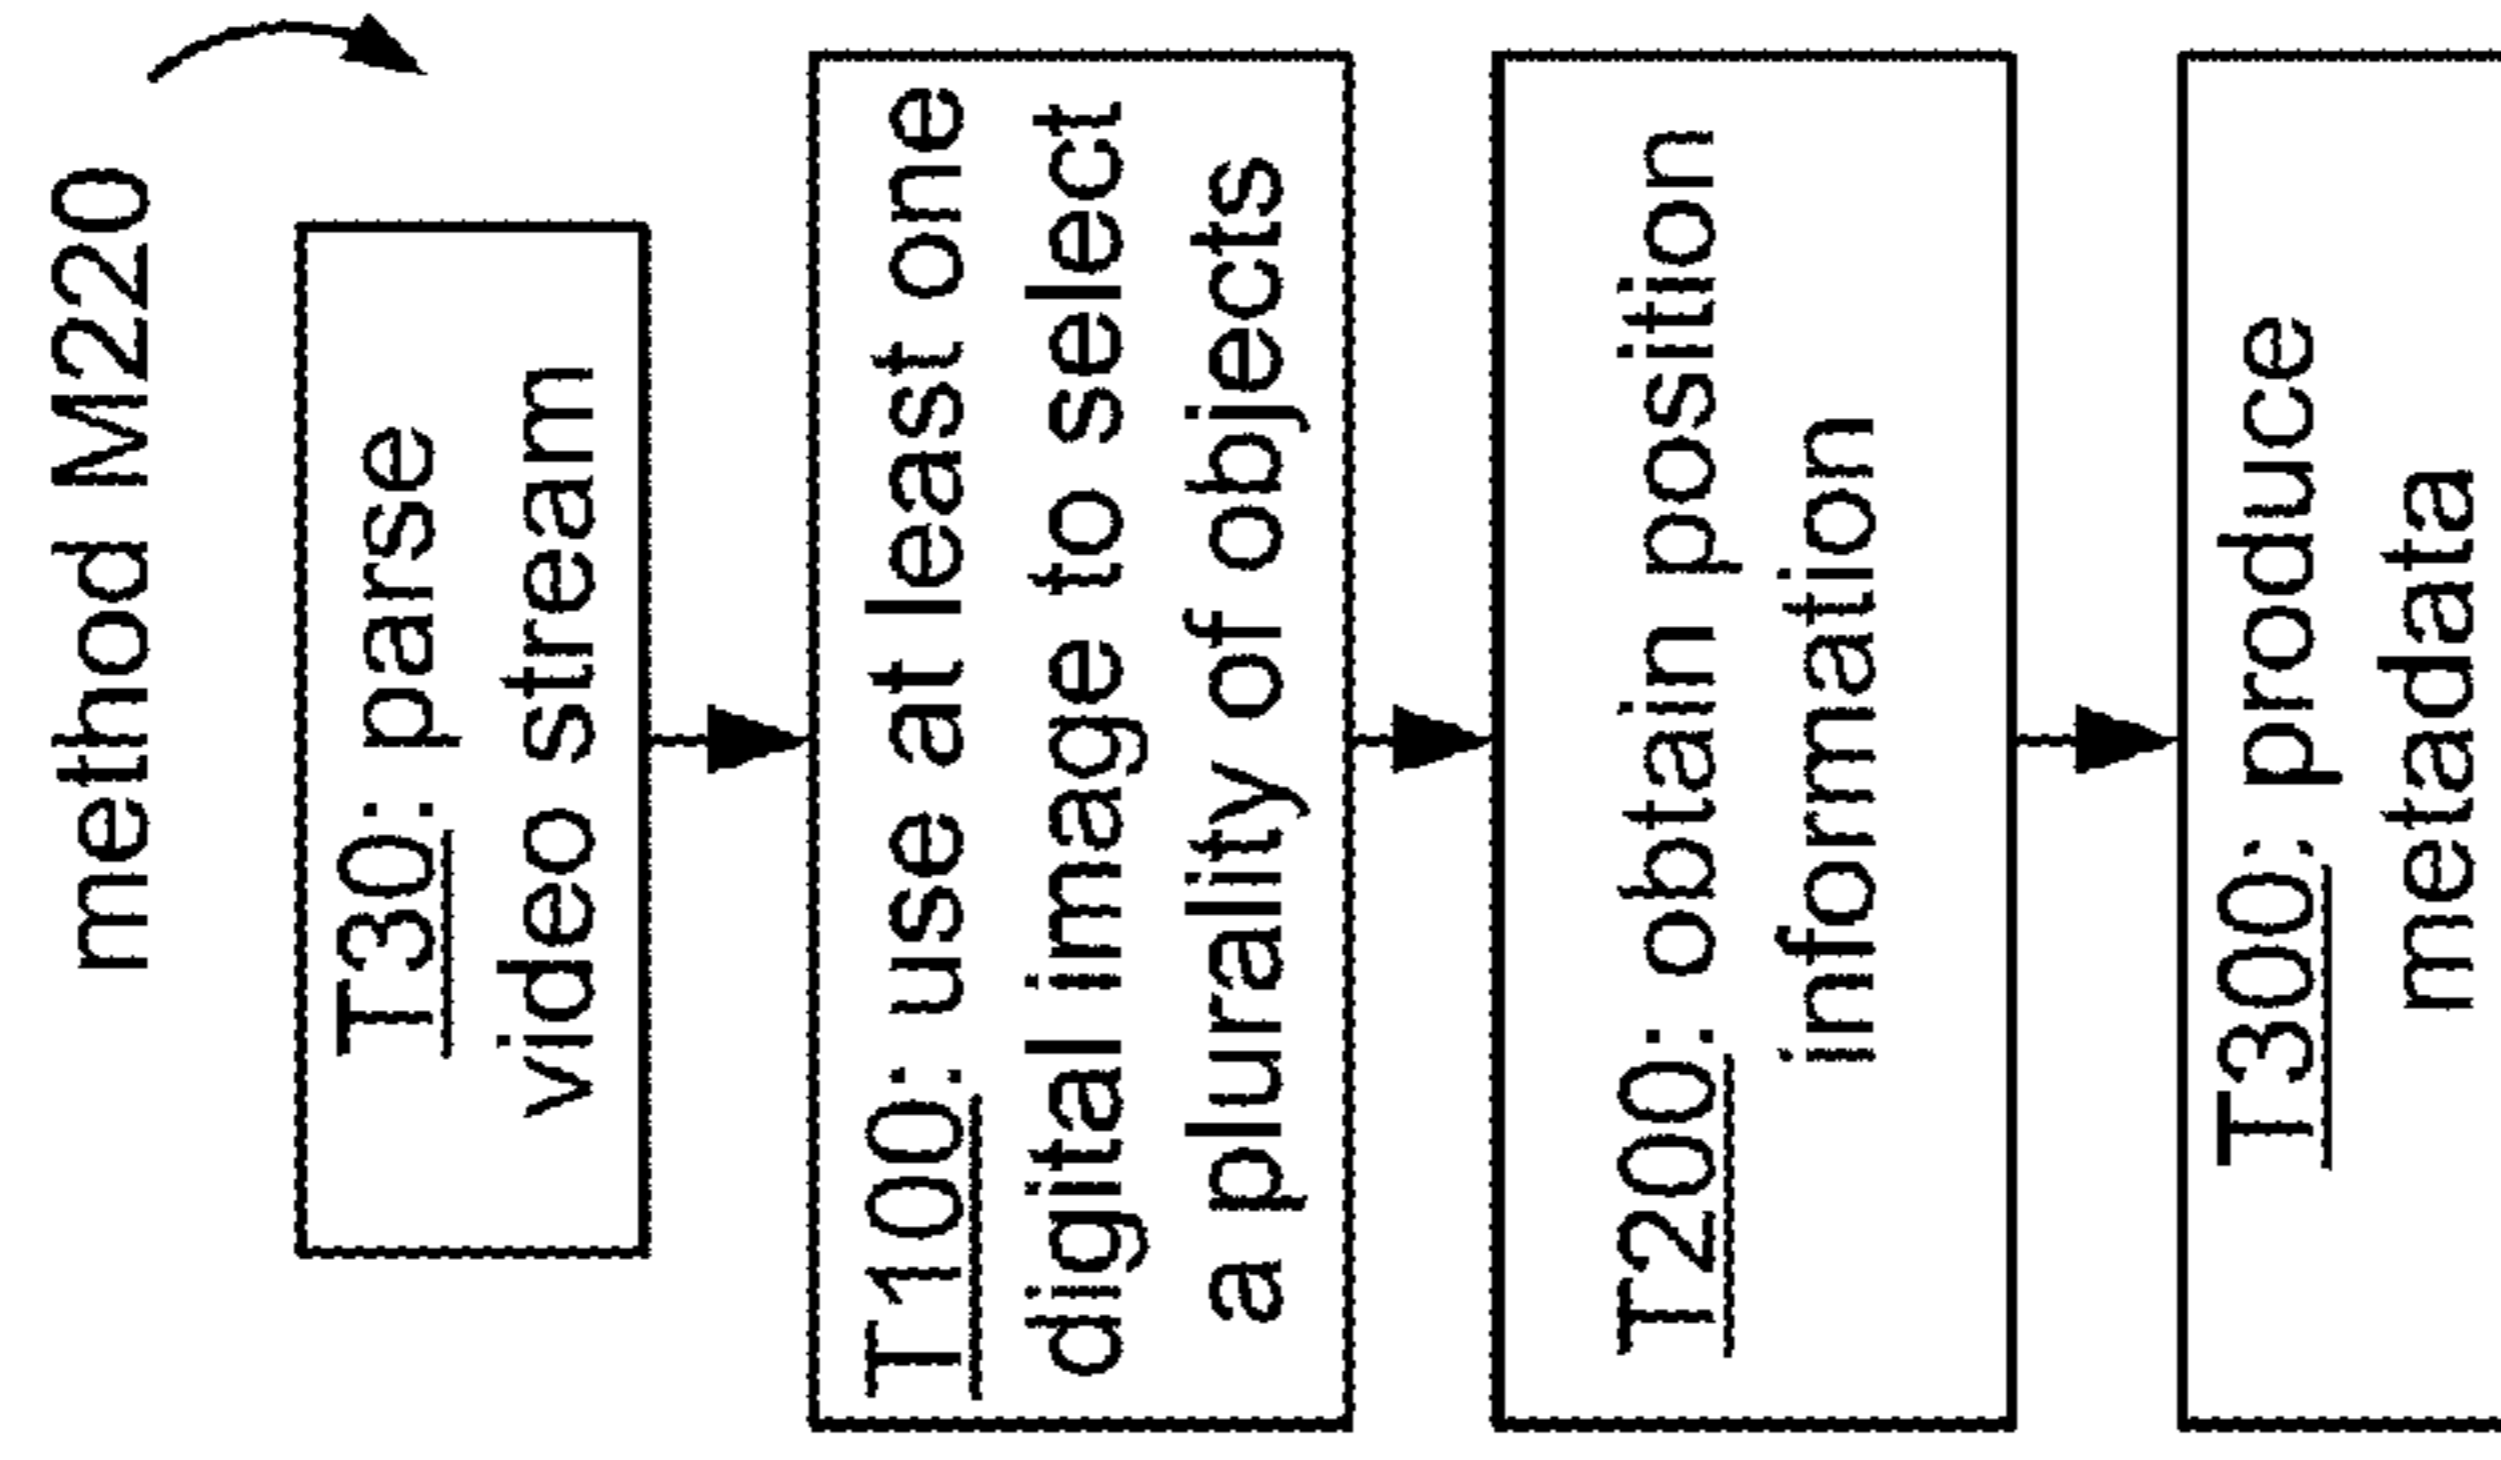 method M220
T30: parse
video stream
T100: use at least one
digital image to select
a plurality of objects
T200: obtain position
information
T300: produce
metadata